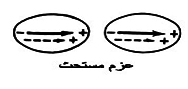 - + - +
- + - +
حزم مستحث